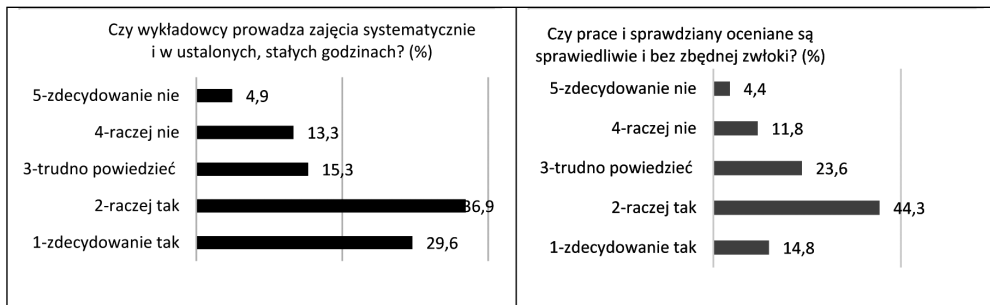 Czy wykładowcy prowadza zajęcia systematycznie
i w ustalonych, stałych godzinach? (%)
5-zdecydowanie nie 4,9
4-raczej nie 13,3
3-trudno powiedzieć 15,3
2-raczej tak 36,9
1-zdecydowanie tak 29,6
Czy prace i sprawdziany oceniane są
sprawiedliwie i bez zbędnej zwłoki? (%)
5-zdecydowanie nie 4,4
4-raczej nie 11,8
3-trudno powiedzieć 23,6
2-raczej tak 44,3
1-zdecydowanie tak 14,8